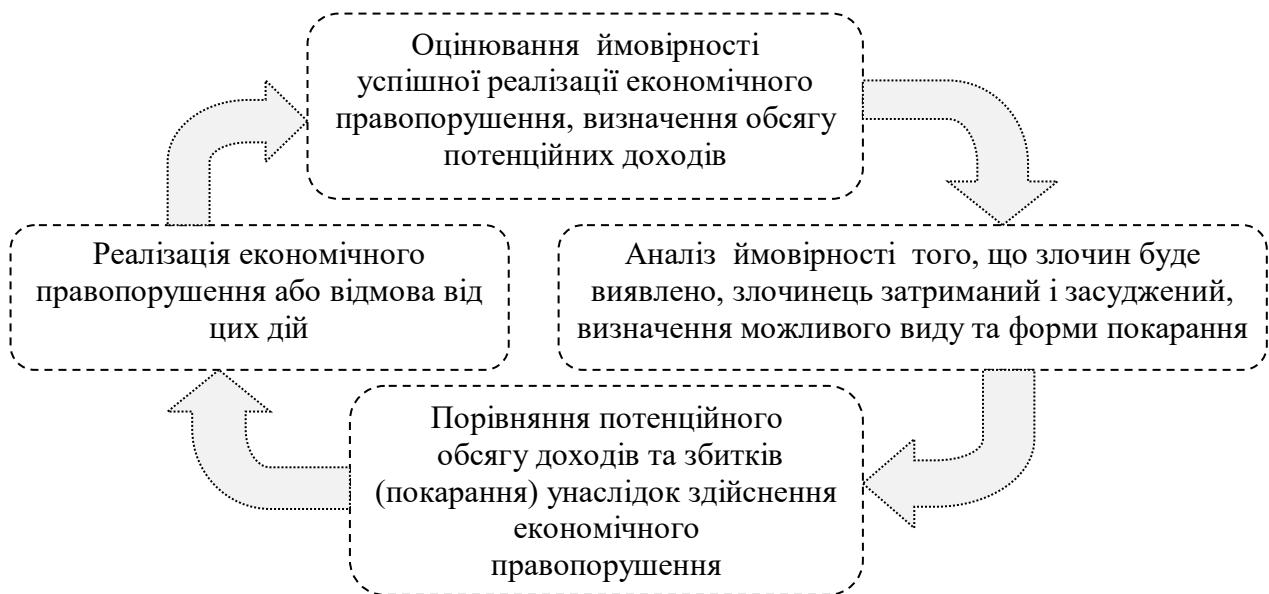 Оцінювання ймовірності
успішної реалізації економічного
правопорушення, визначення обсягу
потенційних доходів
Аналіз ймовірності того, що злочин буде
виявлено, злочинець затриманий і засуджений,
визначення можливого виду та форми покарання
Порівняння потенційного
обсягу доходів та збитків
(покарання) унаслідок здійснення
економічного
правопорушення
Реалізація економічного
правопорушення або відмова від
цих дій